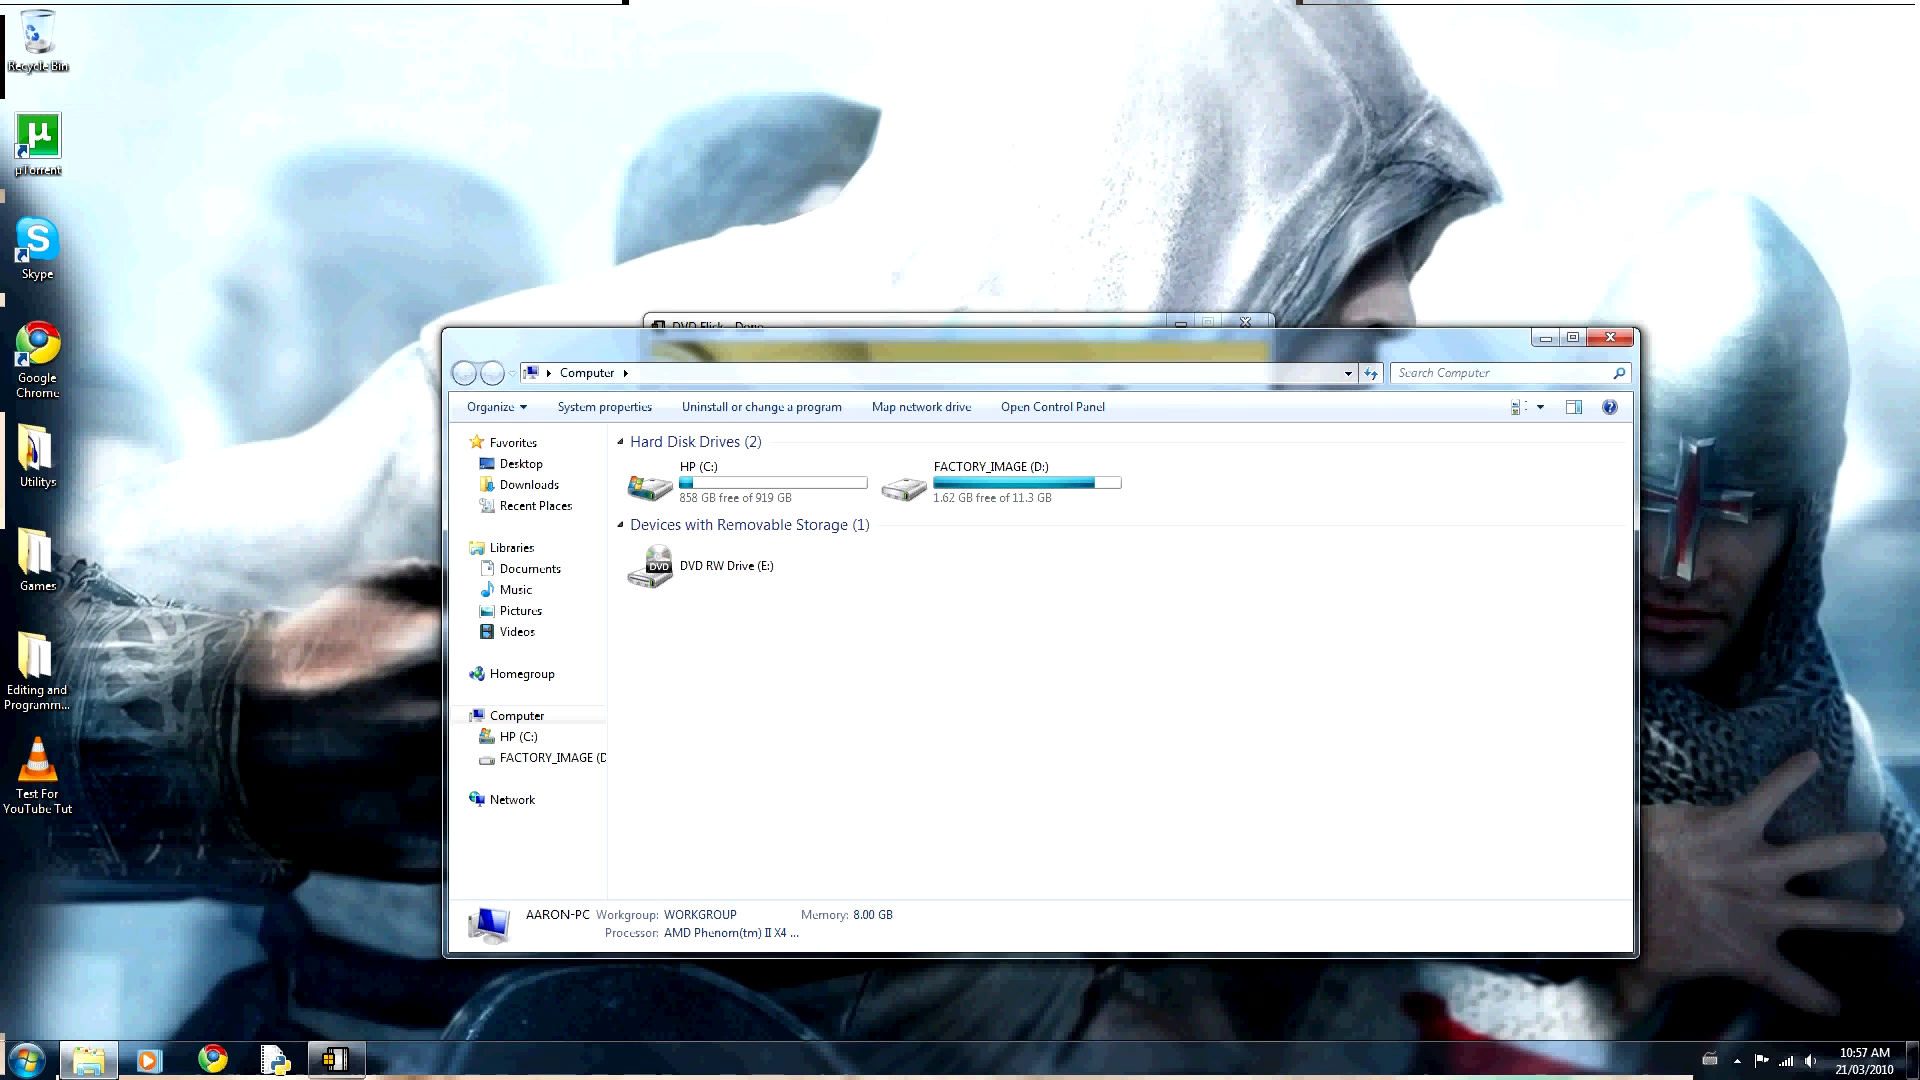 Recycle Bin
µTorrent
Skype
Google
Chrome
Utilitys
Games
Editing and
Programm...
Test For
YouTube Tut
DVD Flick - Done
Computer
Search Computer
Organize
System properties
Uninstall or change a program
Map network drive
Open Control Panel
Favorites
Desktop
Downloads
Recent Places
Libraries
Documents
Music
Pictures
Videos
Homegroup
Computer
HP (C:)
FACTORY_IMAGE (D
Network
Hard Disk Drives (2)
HP (C:)
858 GB free of 919 GB
FACTORY_IMAGE (D:)
1.62 GB free of 11.3 GB
Devices with Removable Storage (1)
DVD
DVD RW Drive (E:)
AARON-PC Workgroup: WORKGROUP Memory: 8.00 GB
Processor: AMD Phenom(tm) II X4 ...
10:57 AM
21/03/2010